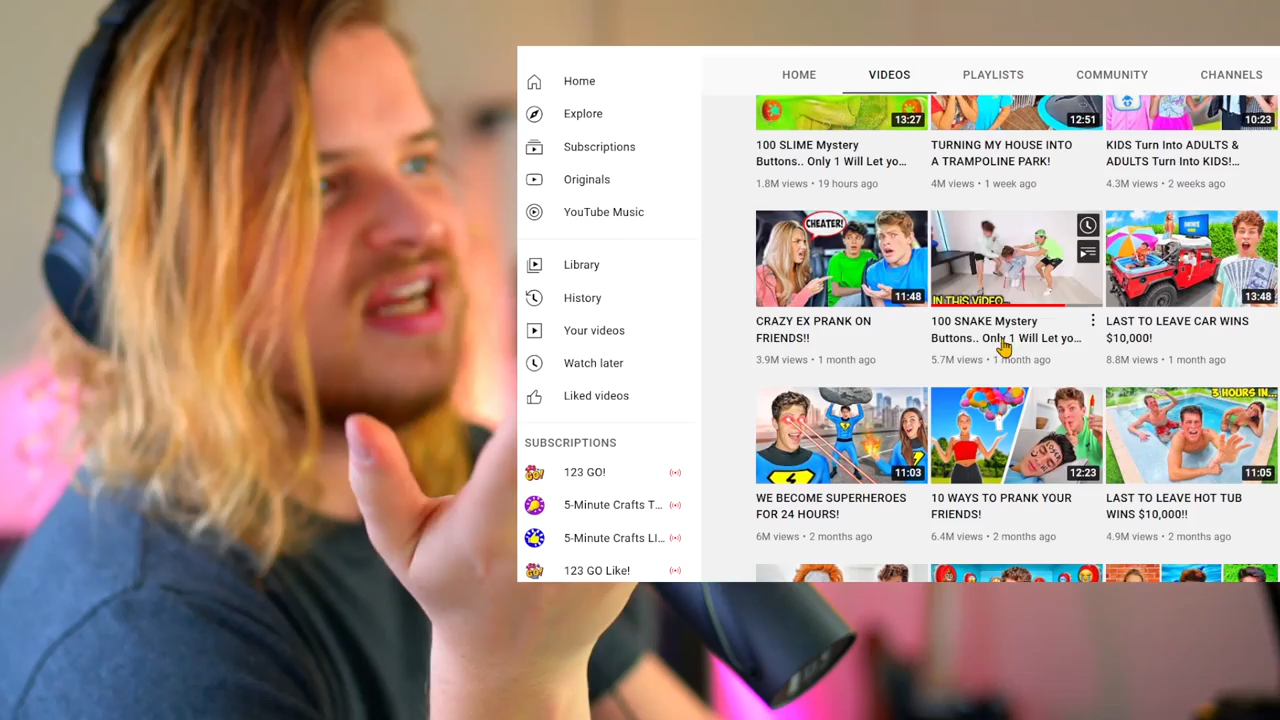 Home
Explore
Subscriptions
Originals
YouTube Music
Library
History
Your videos
Watch later
Liked videos
SUBSCRIPTIONS
123 GO!
5-Minute Crafts T...
5-Minute Crafts LI...
123 GO Like!
HOME VIDEOS PLAYLISTS COMMUNITY CHANNELS
13:27
100 SLIME Mystery
Buttons.. Only 1 Will Let yo...
1.8M views • 19 hours ago
12:51
TURNING MY HOUSE INTO
A TRAMPOLINE PARK!
4M views • 1 week ago
10:23
KIDS Turn Into ADULTS &
ADULTS Turn Into KIDS!...
4.3M views • 2 weeks ago
CHEATER!
11:48
CRAZY EX PRANK ON
FRIENDS!!
3.9M views • 1 month ago
IN THIS VIDEO...
100 SNAKE Mystery
Buttons.. Only 1 Will Let yo...
5.7M views • 1 month ago
13:48
LAST TO LEAVE CAR WINS
$10,000!
8.8M views • 1 month ago
11:03
WE BECOME SUPERHEROES
FOR 24 HOURS!
6M views • 2 months ago
12:23
10 WAYS TO PRANK YOUR
FRIENDS!
6.4M views • 2 months ago
3 HOURS IN...
11:05
LAST TO LEAVE HOT TUB
WINS $10,000!!
4.9M views • 2 months ago